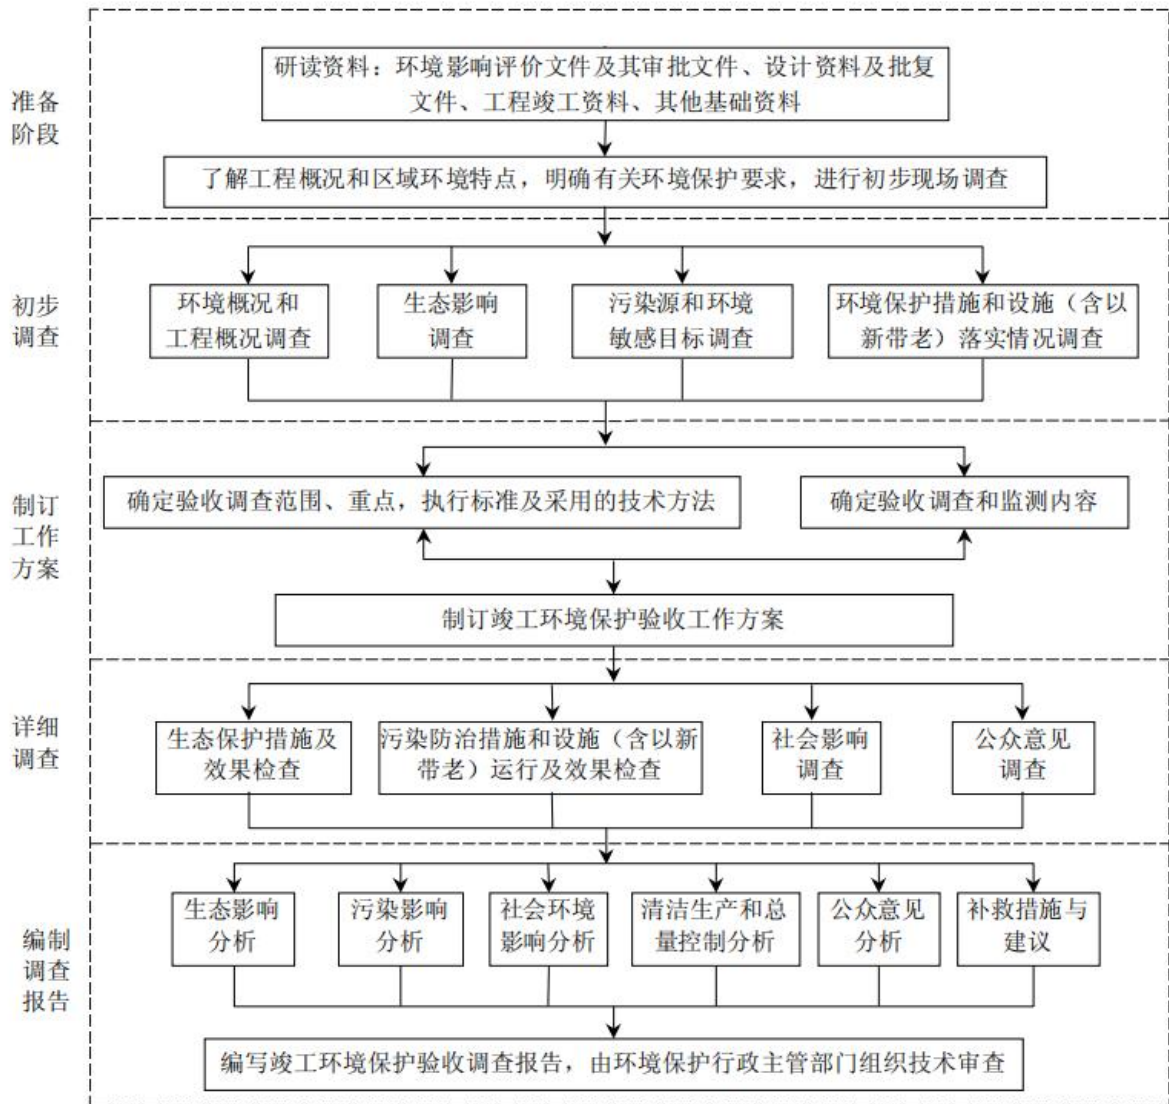 准备
阶段
研读资料：环境影响评价文件及其审批文件、设计资料及批复
文件、工程竣工资料、其他基础资料
了解工程概况和区域环境特点，明确有关环境保护要求，进行初步现场调查
初步
调查
环境概况和
工程概况调查
生态影响
调查
污染源和环境
敏感目标调查
环境保护措施和设施（含以
新带老）落实情况调查
制订
工作
方案
确定验收调查范围、重点，执行标准及采用的技术方法
确定验收调查和监测内容
制订竣工环境保护验收工作方案
详细
调查
生态保护措施及
效果检查
污染防治措施和设施（含以新
带老）运行及效果检查
社会影响
调查
公众意见
调查
编制
调查
报告
生态影响
分析
污染影响
分析
社会环境
影响分析
清洁生产和总
量控制分析
公众意见
分析
补救措施与
建议
编写竣工环境保护验收调查报告，由环境保护行政主管部门组织技术审查